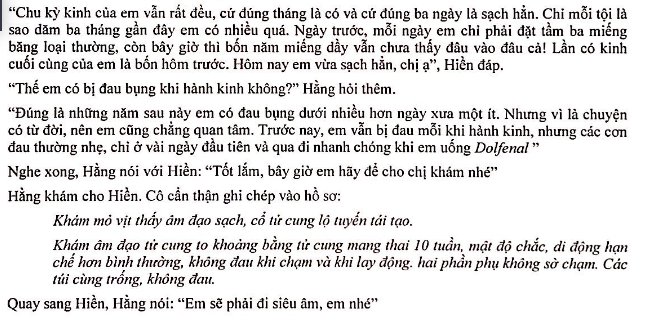 “Chu kỳ kinh của em vẫn rất đều, cứ đúng tháng là có và cứ đúng ba ngày là sạch hẳn. Chỉ mỗi tội là
sao dăm ba tháng gần đây em có nhiều quá. Ngày trước, mỗi ngày em chỉ phải đặt tầm ba miếng
băng loại thường, còn bây giờ thì bốn năm miếng dầy vẫn chưa thấy đâu vào đâu cả! Lần có kinh
cuối cùng của em là bốn hôm trước. Hôm nay em vừa sạch hẳn, chị ạ”, Hiền đáp.
“Thế em có bị đau bụng khi hành kinh không?” Hằng hỏi thêm.
“Đúng là những năm sau này em có đau bụng dưới nhiều hơn ngày xưa một ít. Nhưng vì là chuyện
có từ đời, nên em cũng chẳng quan tâm. Trước nay, em vẫn bị đau mỗi khi hành kinh, nhưng các cơn
đau thường nhẹ, chỉ ở vài ngày đầu tiên và qua đi nhanh chóng khi em uống Dolfenal ”
Nghe xong, Hằng nói với Hiền: “Tốt lắm, bây giờ em hãy để cho chị khám nhé”
Hằng khám cho Hiền. Cô cẩn thận ghi chép vào hồ sơ:
Khám mỏ vịt thấy âm đạo sạch, cổ tử cung lộ tuyến tái tạo.
Khám âm đạo tử cung to khoảng bằng tử cung mang thai 10 tuần, mật độ chắc, di động hạn
chế hơn bình thường, không đau khi chạm và khi lay động. hai phần phụ không sờ chạm. Các
túi cùng trống, không đau.
Quay sang Hiền, Hằng nói: “Em sẽ phải đi siêu âm, em nhé”